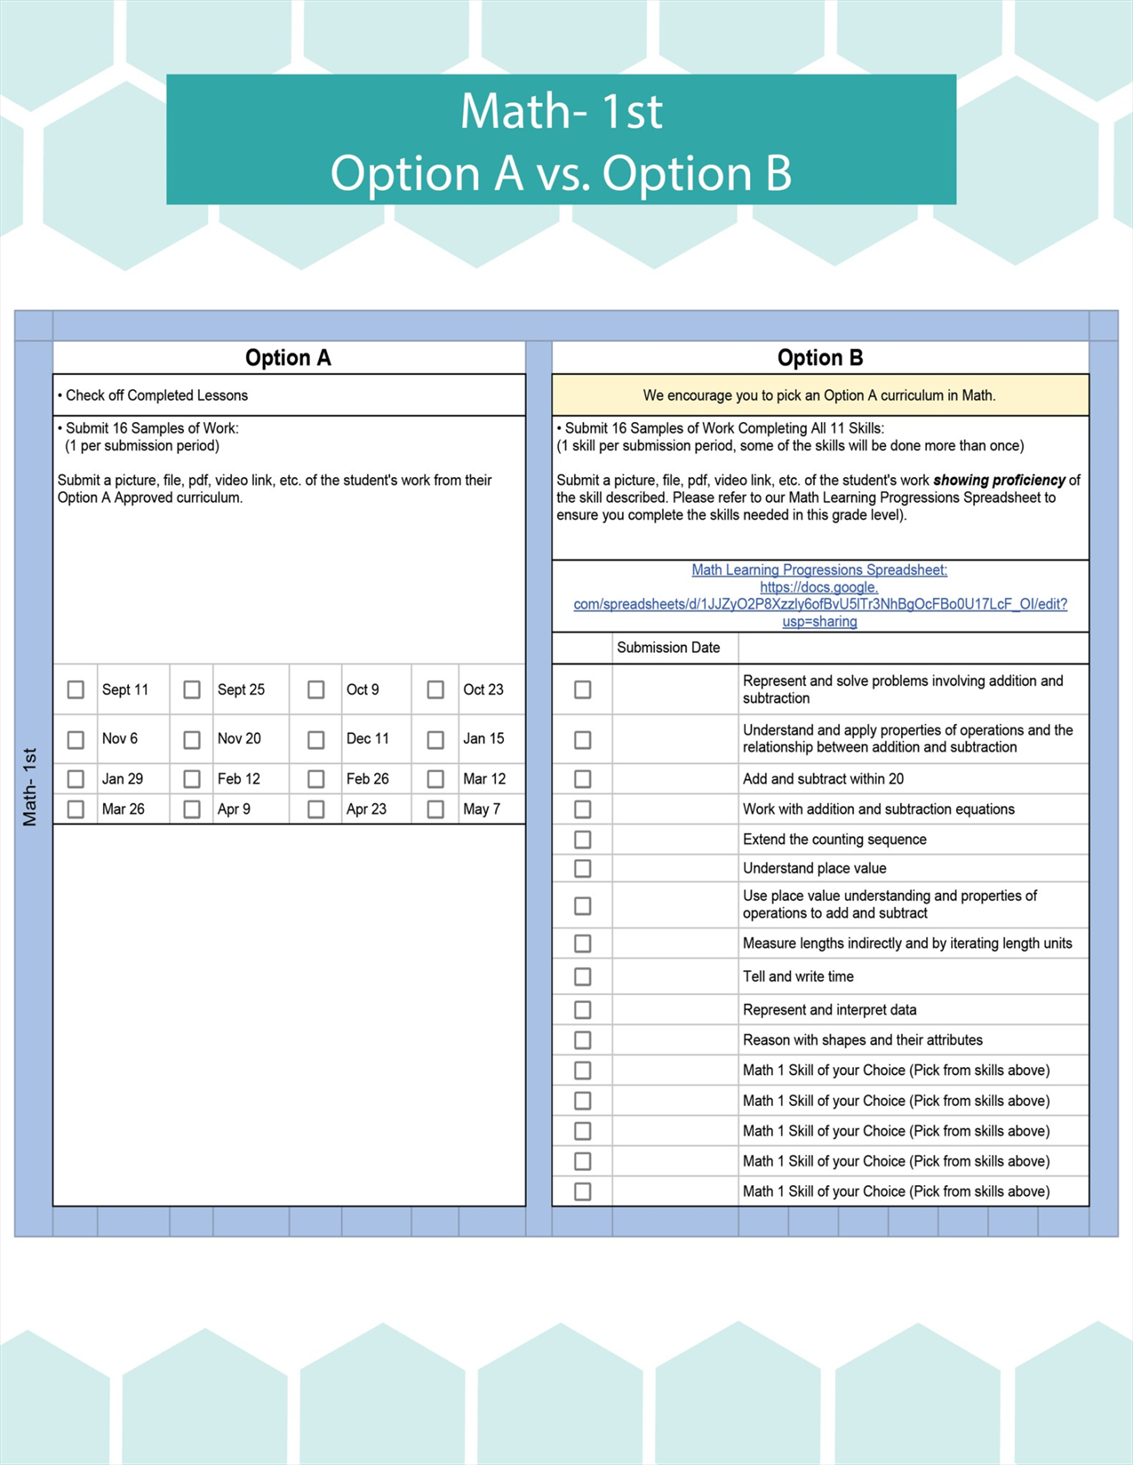 Math- 1st
Option A vs. Option B
Option A
• Check off Completed Lessons
• Submit 16 Samples of Work:
(1 per submission period)
Submit a picture, file, pdf, video link, etc. of the student's work from their
Option A Approved curriculum.
Sept 11 Sept 25 Oct 9 Oct 23
Nov 6 Nov 20 Dec 11 Jan 15
Jan 29 Feb 12 Feb 26 Mar 12
Mar 26 Apr 9 Apr 23 May 7
Math- 1st
Option B
We encourage you to pick an Option A curriculum in Math.
• Submit 16 Samples of Work Completing All 11 Skills:
(1 skill per submission period, some of the skills will be done more than once)
Submit a picture, file, pdf, video link, etc. of the student's work showing proficiency of
the skill described. Please refer to our Math Learning Progressions Spreadsheet to
ensure you complete the skills needed in this grade level).
Math Learning Progressions Spreadsheet:
https://docs.google.
com/spreadsheets/d/1JJZyO2P8Xzzly6ofBvU5lTr3NhBgOcFBo0U17LcF_OI/edit?
usp=sharing
Submission Date
Represent and solve problems involving addition and
subtraction
Understand and apply properties of operations and the
relationship between addition and subtraction
Add and subtract within 20
Work with addition and subtraction equations
Extend the counting sequence
Understand place value
Use place value understanding and properties of
operations to add and subtract
Measure lengths indirectly and by iterating length units
Tell and write time
Represent and interpret data
Reason with shapes and their attributes
Math 1 Skill of your Choice (Pick from skills above)
Math 1 Skill of your Choice (Pick from skills above)
Math 1 Skill of your Choice (Pick from skills above)
Math 1 Skill of your Choice (Pick from skills above)
Math 1 Skill of your Choice (Pick from skills above)